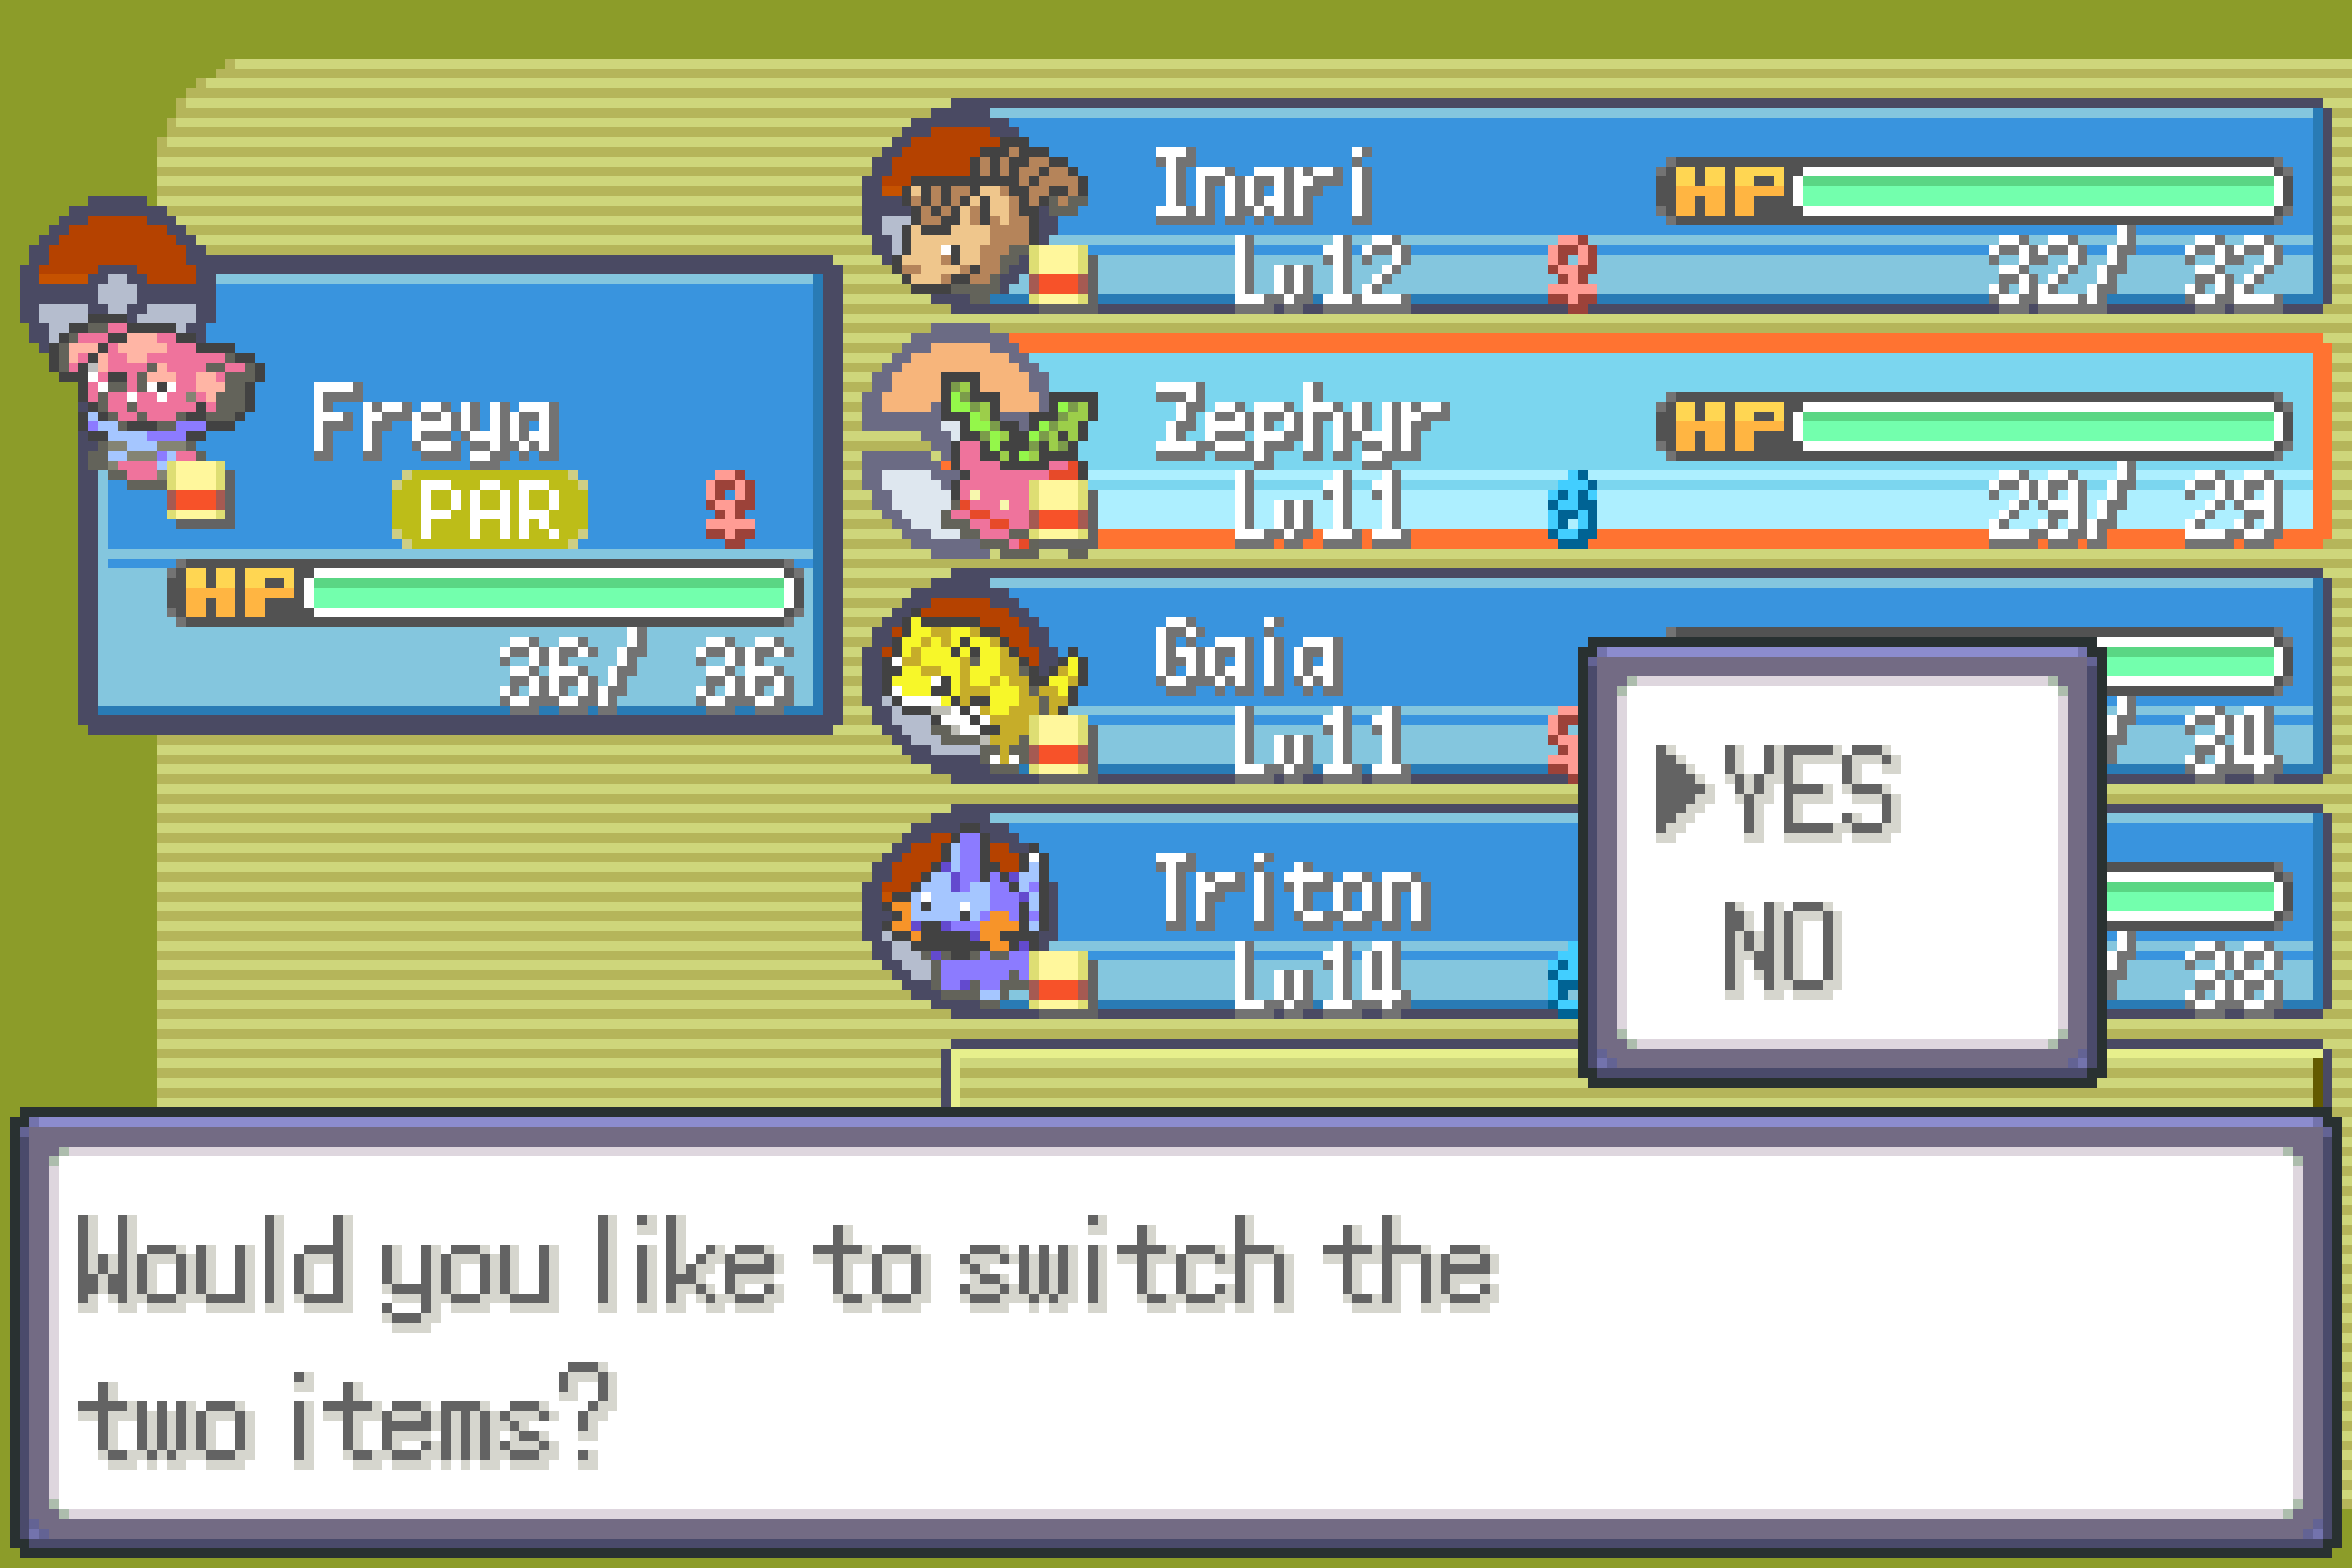 Freya
PAR ♀
HP
36/ 36
Inari
HP
Lv12 ♀ 32/ 32
Zephyr
HP
Lv11 ♂ 29/ 29
Gaia
Lv11 ♀ / 34
Triton
Lv14 ♂ / 38
YES
NO
Would you like to switch the
two items?